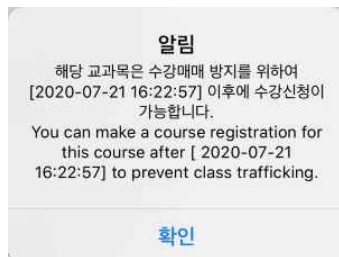 알림
해당 교과목은 수강매매 방지를 위하여
[2020-07-21 16:22:57] 이후에 수강신청이
가능합니다.
You can make a course registration for
this course after [ 2020-07-21
16:22:57] to prevent class trafficking.
확인